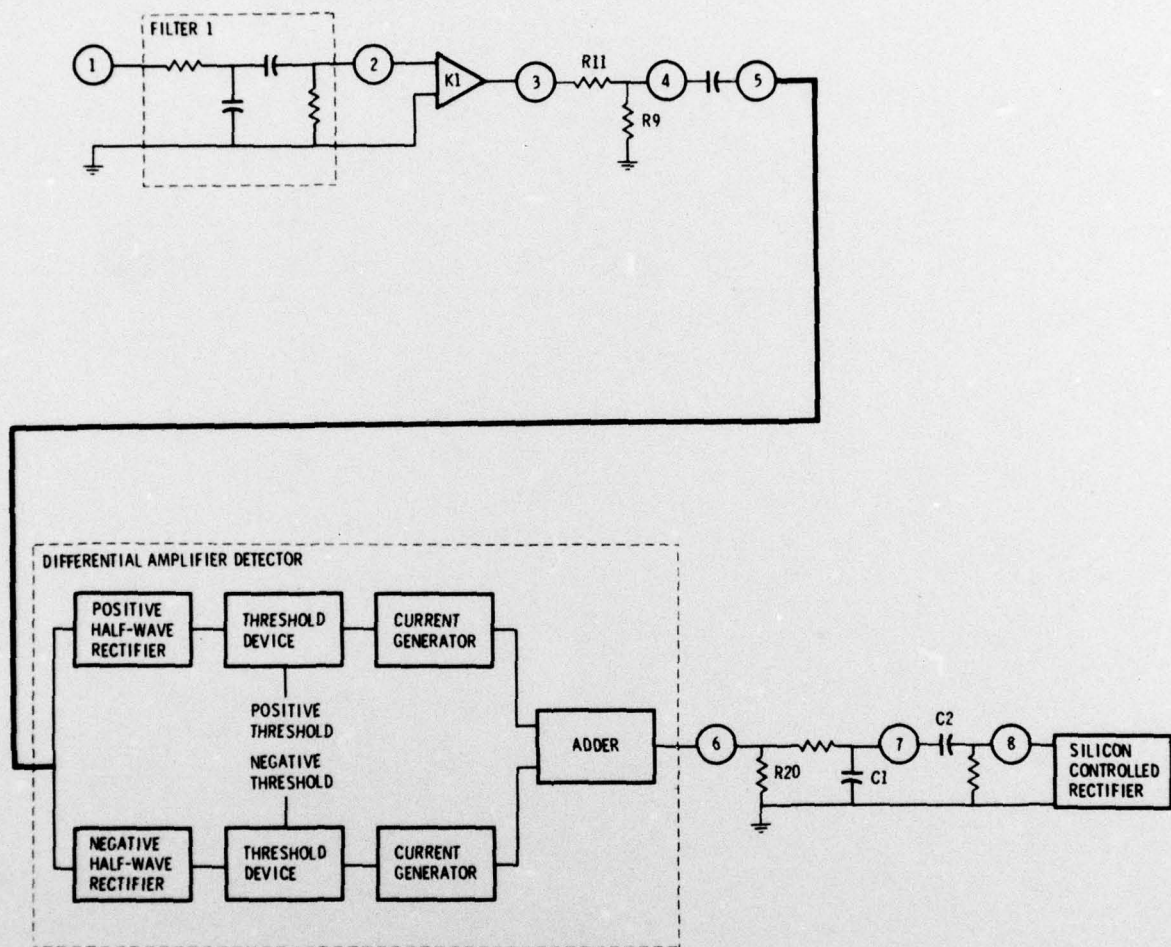 FILTER 1
1
2
K1
3
R11
4
5
R9
DIFFERENTIAL AMPLIFIER DETECTOR
POSITIVE
HALF-WAVE
RECTIFIER
THRESHOLD
DEVICE
CURRENT
GENERATOR
POSITIVE
THRESHOLD
NEGATIVE
THRESHOLD
ADDER
NEGATIVE
HALF-WAVE
RECTIFIER
THRESHOLD
DEVICE
CURRENT
GENERATOR
6
R20
7
C1
C2
8
SILICON
CONTROLLED
RECTIFIER